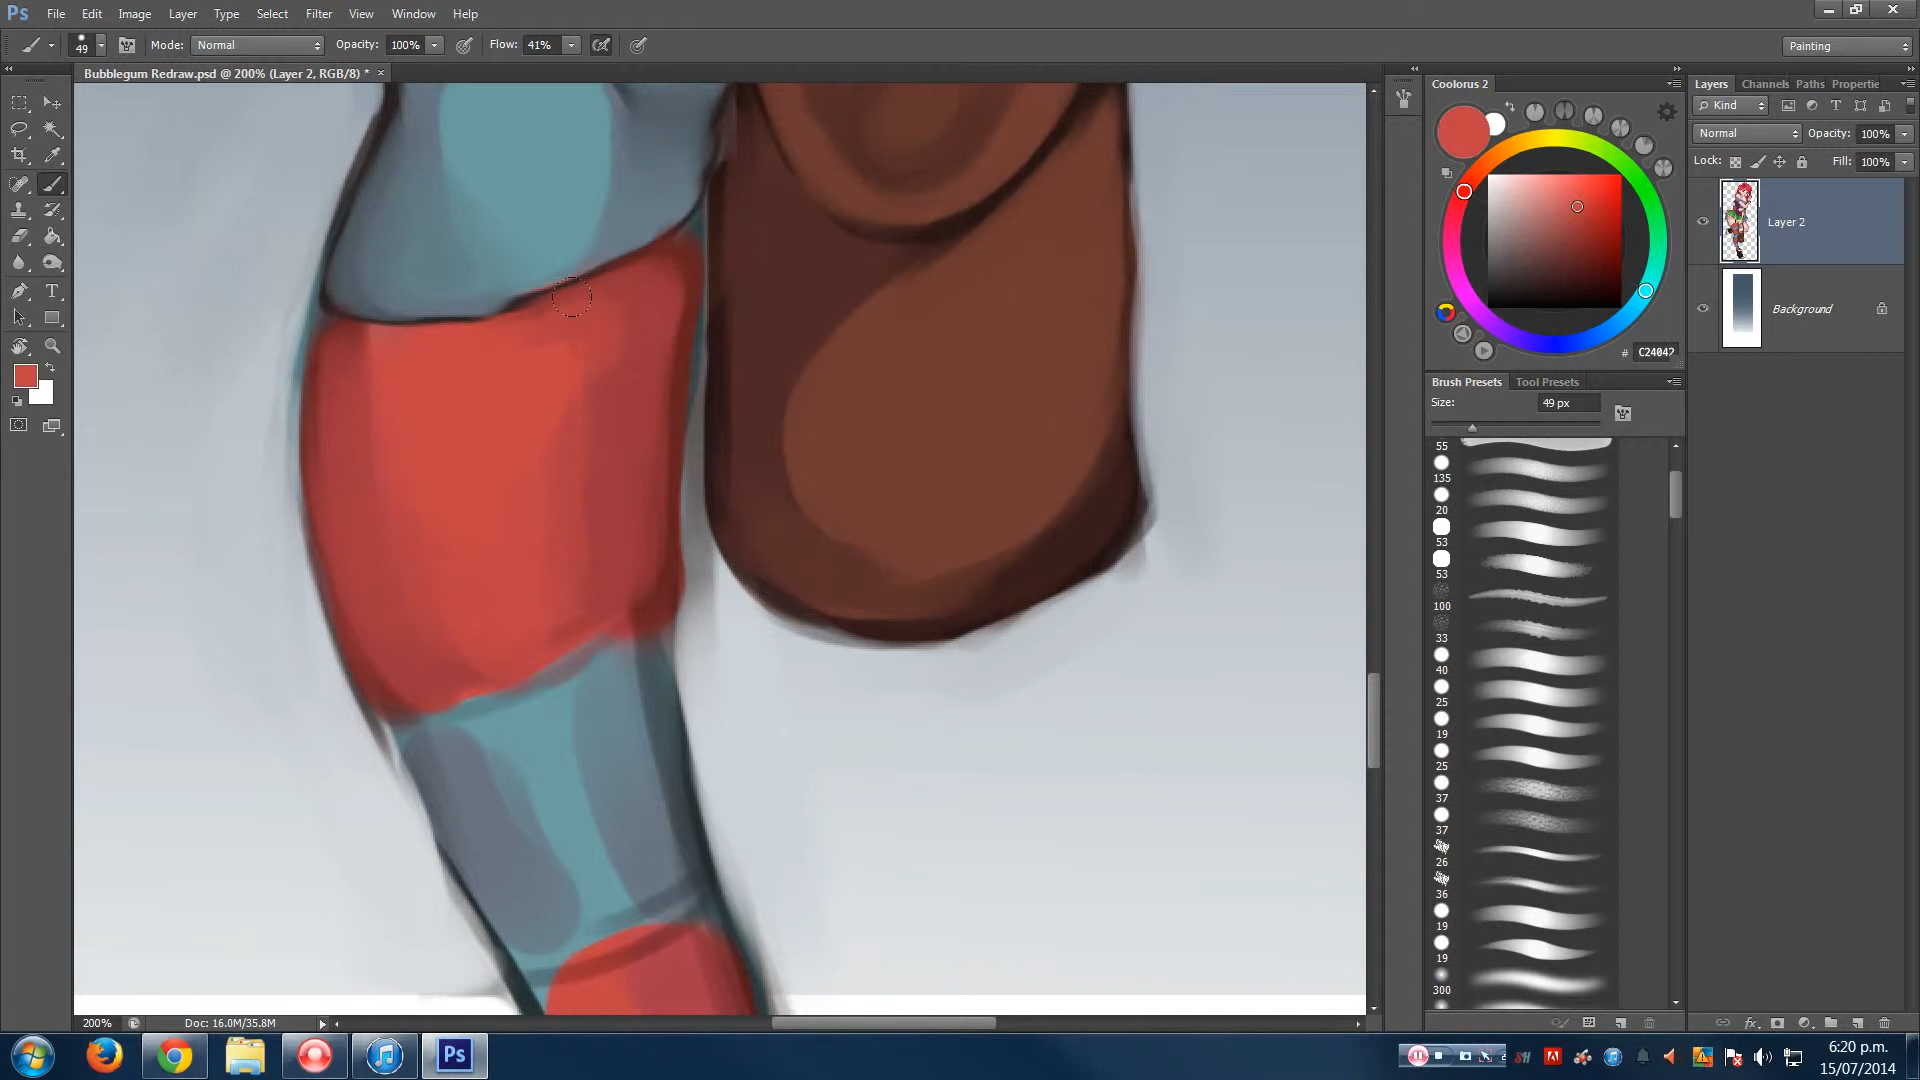 Ps File Edit Image Layer Type Select Filter View Window Help
49 Mode: Normal Opacity: 100% Flow: 41% Painting
Bubblegum Redraw.psd @ 200% (Layer 2, RGB/8) * ×
Coolorus 2
# C24042
Brush Presets Tool Presets
Size: 49 px
55
135
20
53
53
100
33
40
25
19
25
37
37
26
36
19
19
300
Layers Channels Paths Propertie
Kind
Normal Opacity: 100%
Lock: Fill: 100%
Layer 2
Background
200% Doc: 16.0M/35.8M
Ps
6:20 p.m.
15/07/2014